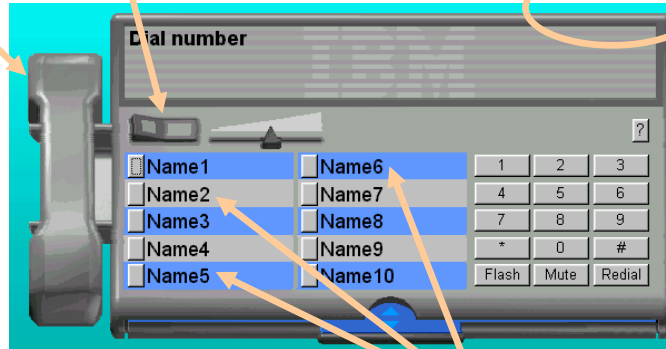 Dial number
IBM
?
Name1 Name6 1 2 3
Name2 Name7 4 5 6
Name3 Name8 7 8 9
Name4 Name9 * 0 #
Name5 Name10 Flash Mute Redial